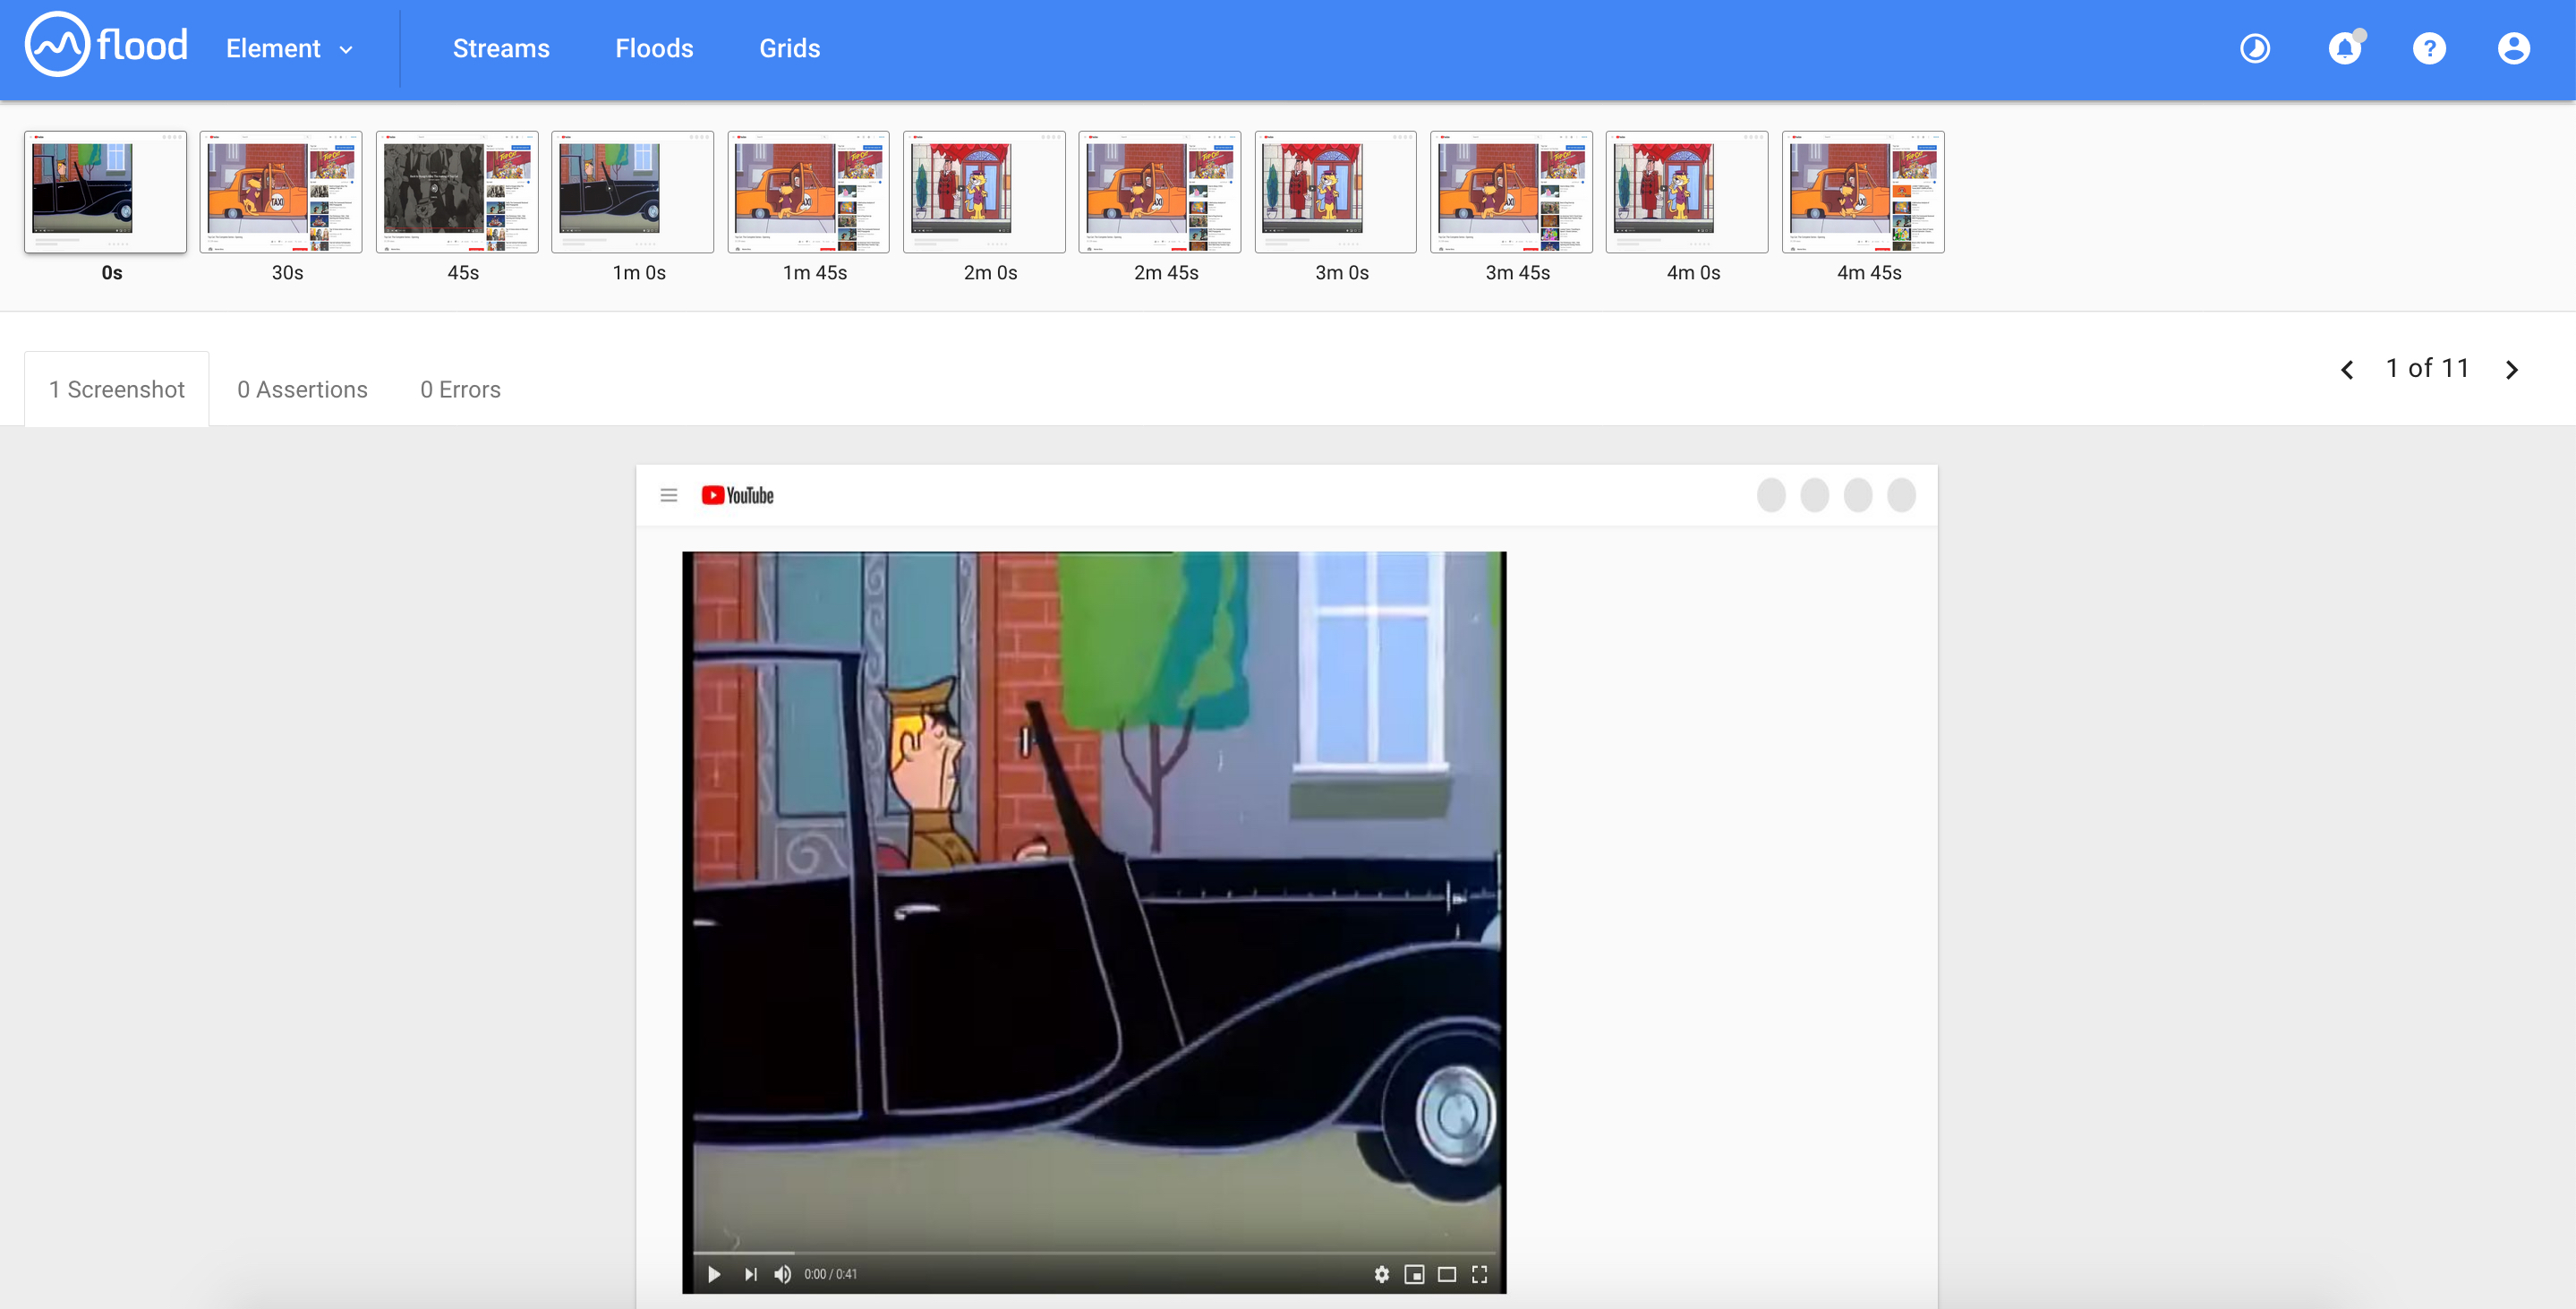 flood Element Streams Floods Grids
0s 30s 45s 1m 0s 1m 45s 2m 0s 2m 45s 3m 0s 3m 45s 4m 0s 4m 45s
1 Screenshot 0 Assertions 0 Errors 1 of 11
YouTube
0:00 / 0:41